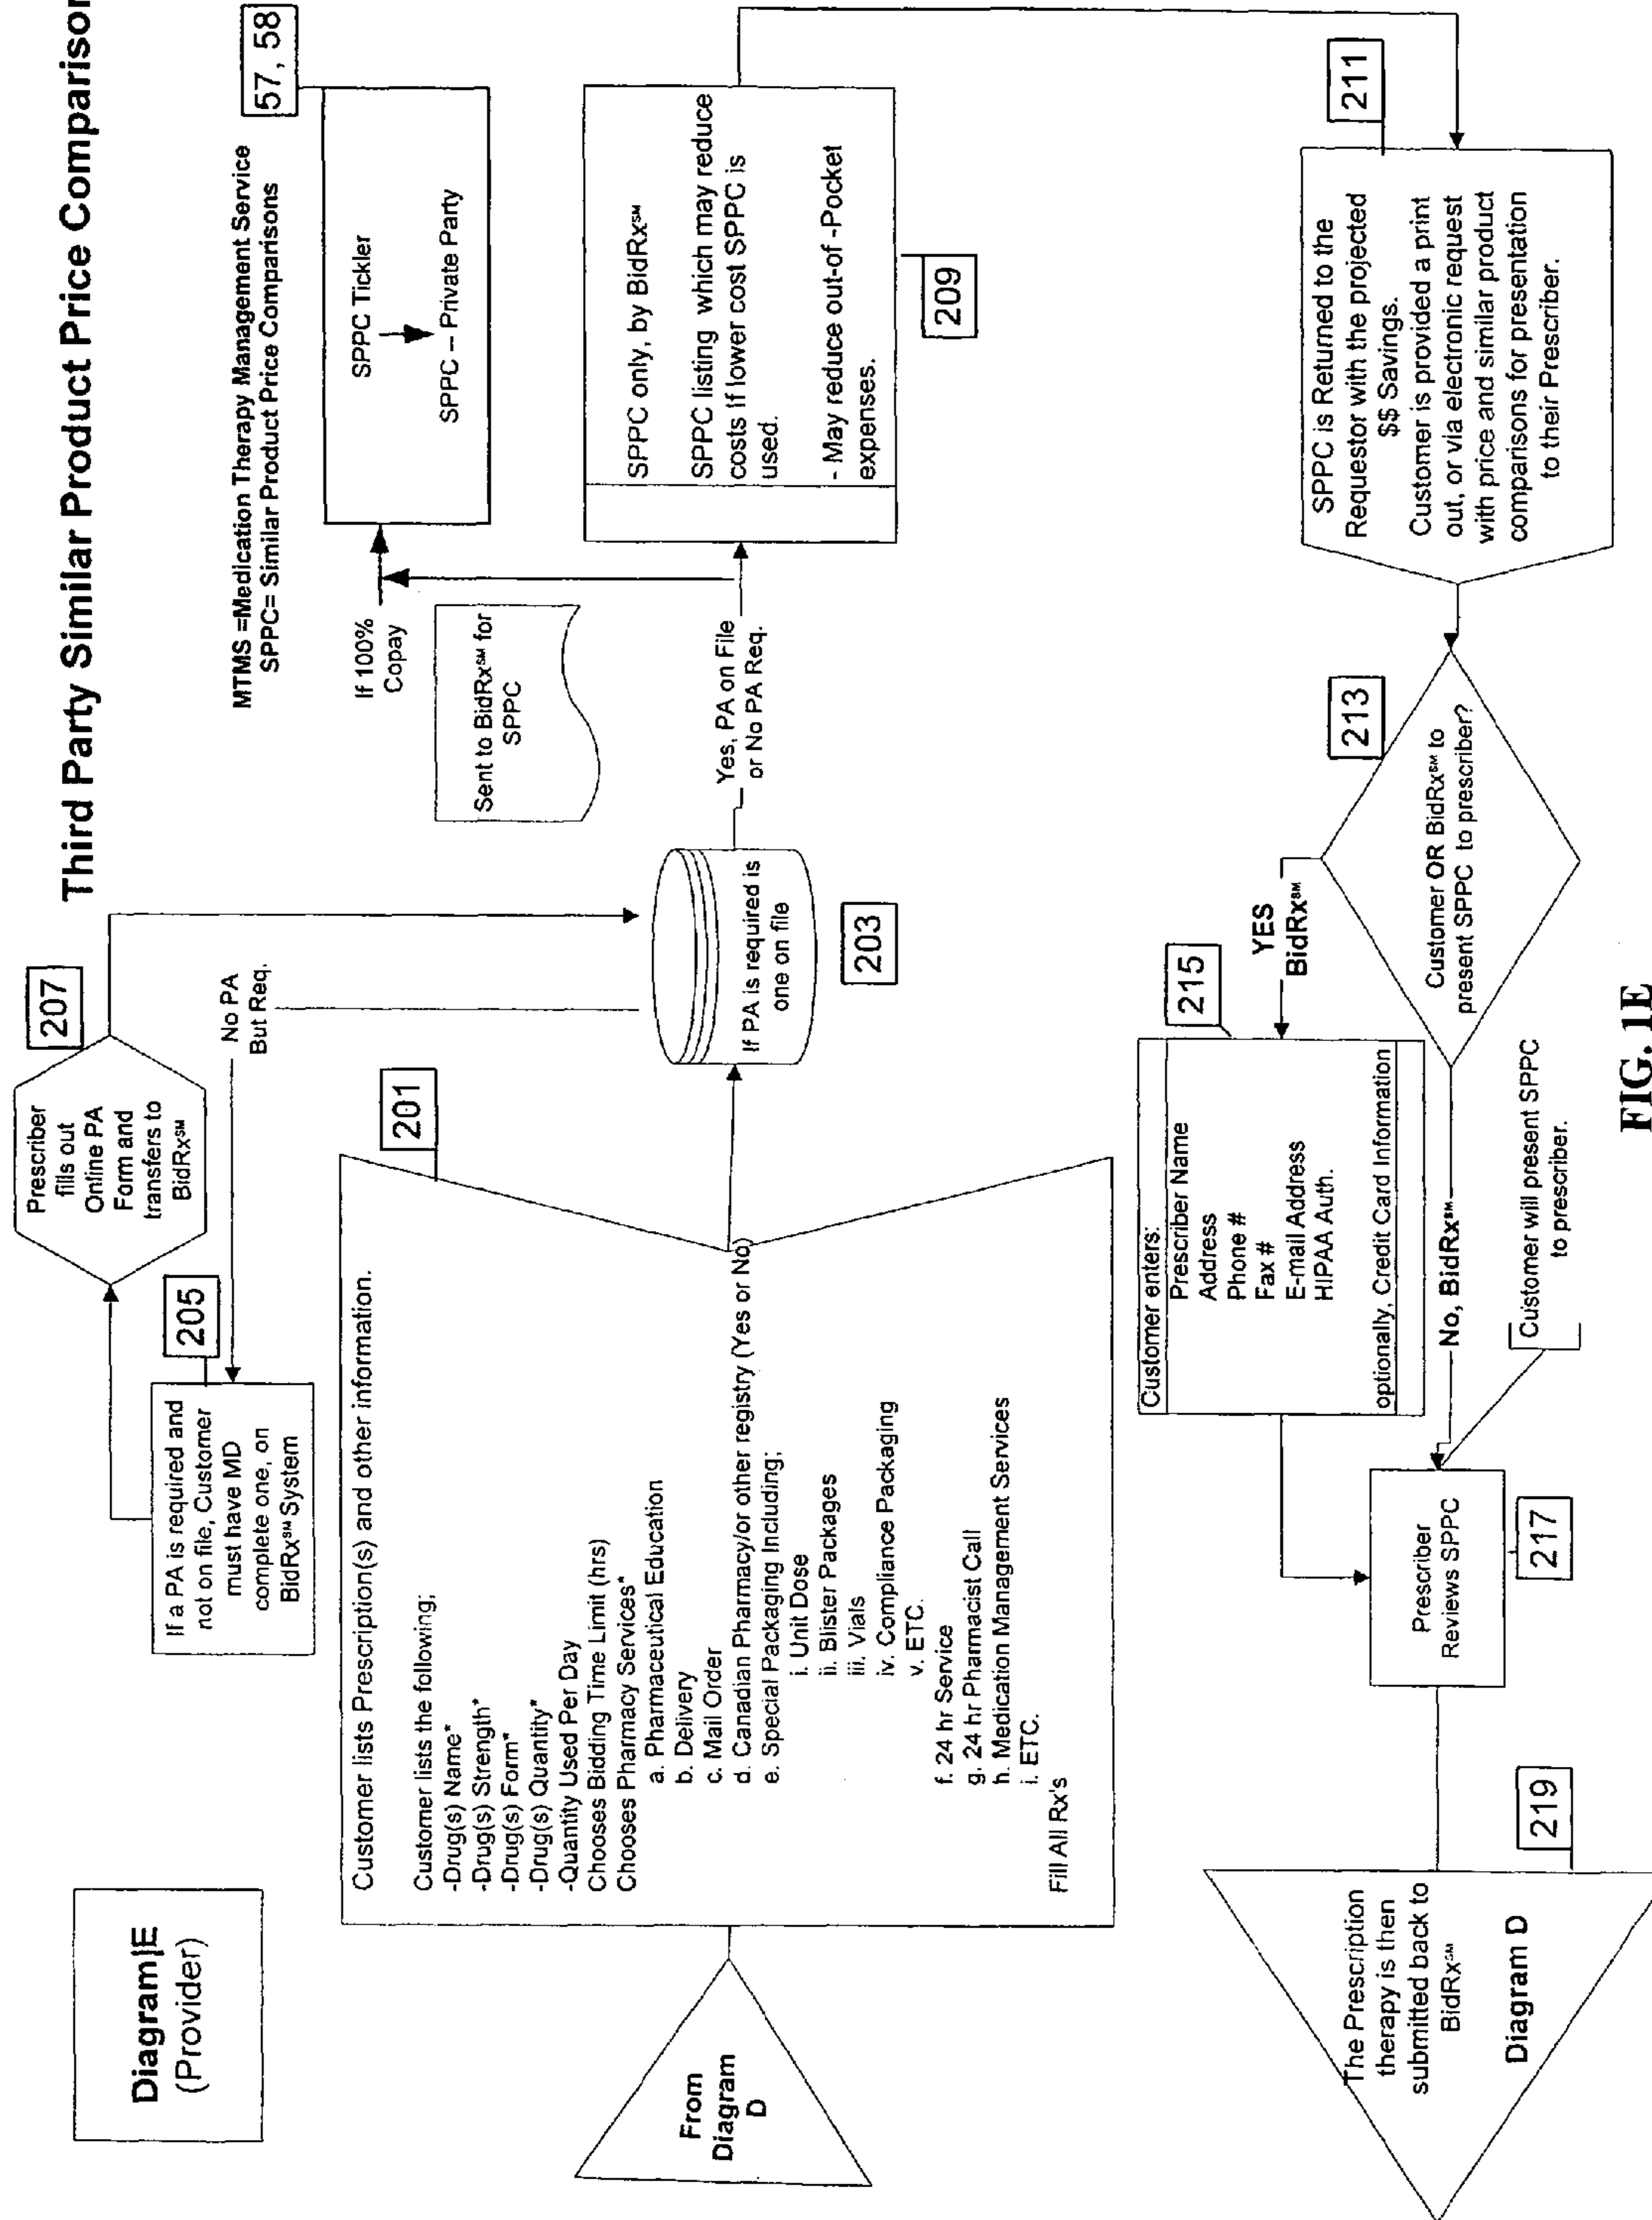 Third Party Similar Product Price Comparison
Diagram|E
(Provider)
MTMS =Medication Therapy Management Service
SPPC= Similar Product Price Comparisons
57, 58
SPPC Tickler
SPPC – Private Party
If 100%
Copay
Sent to BidRx℠ for
SPPC
207
Prescriber
fills out
Online PA
Form and
transfers to
BidRx℠
No PA
But Req.
205
If a PA is required and
not on file, Customer
must have MD
complete one, on
BidRx℠ System
From
Diagram
D
201
Customer lists Prescription(s) and other information.
Customer lists the following;
-Drug(s) Name*
-Drug(s) Strength*
-Drug(s) Form*
-Drug(s) Quantity*
-Quantity Used Per Day
Chooses Bidding Time Limit (hrs)
Chooses Pharmacy Services*
a. Pharmaceutical Education
b. Delivery
c. Mail Order
d. Canadian Pharmacy/or other registry (Yes or No)
e. Special Packaging Including;
i. Unit Dose
ii. Blister Packages
iii. Vials
iv. Compliance Packaging
v. ETC.
f. 24 hr Service
g. 24 hr Pharmacist Call
h. Medication Management Services
i. ETC.
Fill All Rx's
If PA is required is
one on file
203
Yes, PA on File
or No PA Req.
SPPC only, by BidRx℠
SPPC listing which may reduce
costs if lower cost SPPC is
used.
- May reduce out-of -Pocket
expenses.
209
211
SPPC is Returned to the
Requestor with the projected
$$ Savings.
Customer is provided a print
out, or via electronic request
with price and similar product
comparisons for presentation
to their Prescriber.
213
Customer OR BidRx℠ to
present SPPC to prescriber?
YES
BidRx℠
215
Customer enters:
Prescriber Name
Address
Phone #
Fax #
E-mail Address
HIPAA Auth.
optionally, Credit Card Information
No, BidRx℠
Customer will present SPPC
to prescriber.
Prescriber
Reviews SPPC
217
The Prescription
therapy is then
submitted back to
BidRx℠
Diagram D
219
FIG. 1E